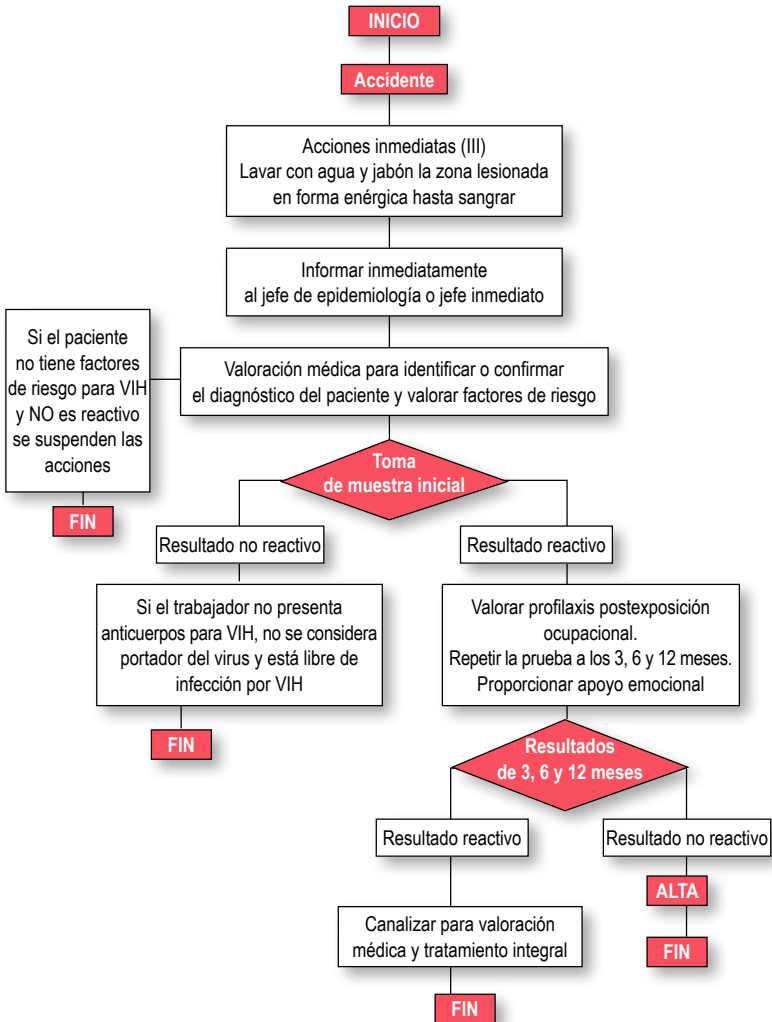 INICIO
Accidente
Acciones inmediatas (III)
Lavar con agua y jabón la zona lesionada
en forma enérgica hasta sangrar
Informar inmediatamente
al jefe de epidemiología o jefe inmediato
Si el paciente
no tiene factores
de riesgo para VIH
y NO es reactivo
se suspenden las
acciones
FIN
Valoración médica para identificar o confirmar
el diagnóstico del paciente y valorar factores de riesgo
Toma
de muestra inicial
Resultado no reactivo
Resultado reactivo
Si el trabajador no presenta
anticuerpos para VIH, no se considera
portador del virus y está libre de
infección por VIH
FIN
Valorar profilaxis postexposición
ocupacional.
Repetir la prueba a los 3, 6 y 12 meses.
Proporcionar apoyo emocional
Resultados
de 3, 6 y 12 meses
Resultado reactivo
Resultado no reactivo
Canalizar para valoración
médica y tratamiento integral
FIN
ALTA
FIN